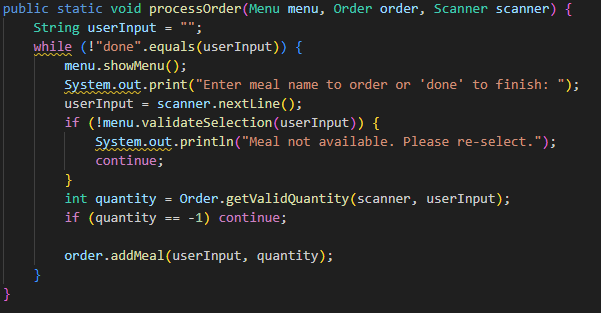 public static void processOrder(Menu menu, Order order, Scanner scanner) {
    String userInput = "";
    while (!"done".equals(userInput)) {
        menu.showMenu();
        System.out.print("Enter meal name to order or 'done' to finish: ");
        userInput = scanner.nextLine();
        if (!menu.validateSelection(userInput)) {
            System.out.println("Meal not available. Please re-select.");
            continue;
        }
        int quantity = Order.getValidQuantity(scanner, userInput);
        if (quantity == -1) continue;

        order.addMeal(userInput, quantity);
    }
}